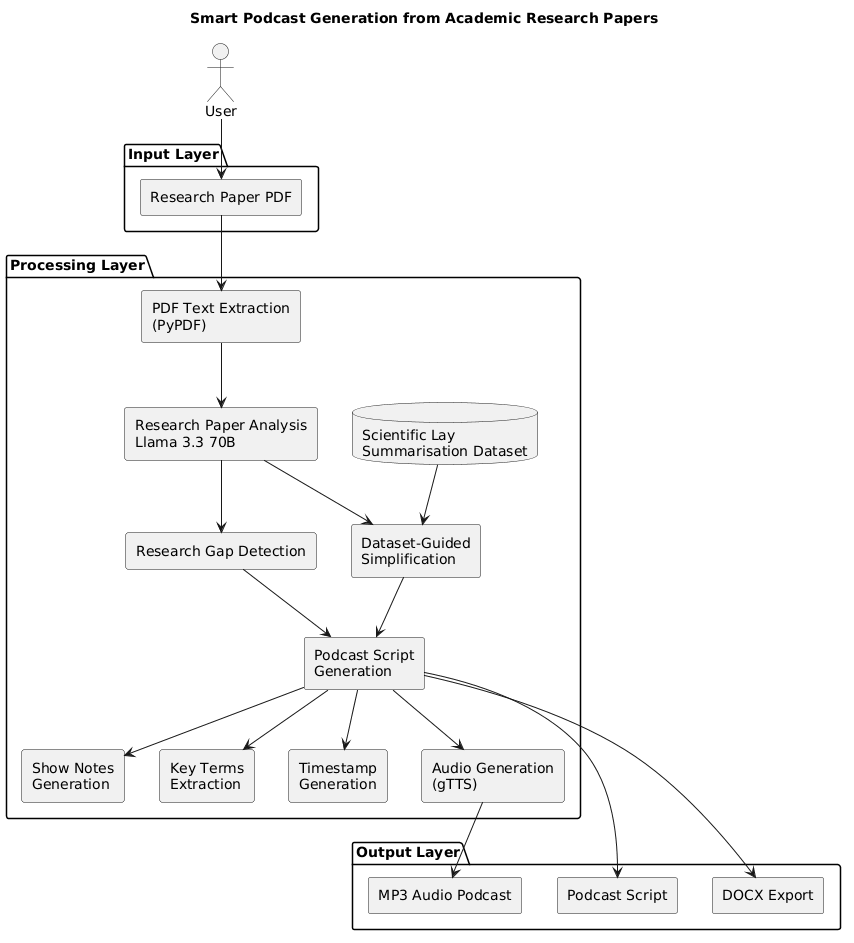 Smart Podcast Generation from Academic Research Papers
User
Input Layer
Research Paper PDF
Processing Layer
PDF Text Extraction
(PyPDF)
Research Paper Analysis
Llama 3.3 70B
Scientific Lay
Summarisation Dataset
Research Gap Detection
Dataset-Guided
Simplification
Podcast Script
Generation
Show Notes
Generation
Key Terms
Extraction
Timestamp
Generation
Audio Generation
(gTTS)
Output Layer
MP3 Audio Podcast
Podcast Script
DOCX Export